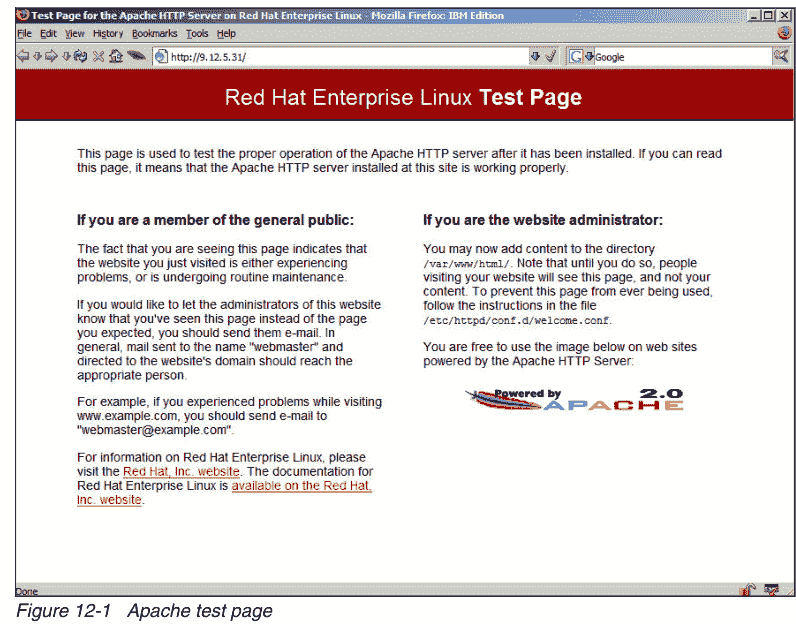 Test Page for the Apache HTTP Server on Red Hat Enterprise Linux - Mozilla Firefox: IBM Edition
File Edit View History Bookmarks Tools Help
http://9.12.5.31/
Google
Red Hat Enterprise Linux Test Page
This page is used to test the proper operation of the Apache HTTP server after it has been installed. If you can read
this page, it means that the Apache HTTP server installed at this site is working properly.
If you are a member of the general public:
The fact that you are seeing this page indicates that
the website you just visited is either experiencing
problems, or is undergoing routine maintenance.
If you would like to let the administrators of this website
know that you've seen this page instead of the page
you expected, you should send them e-mail. In
general, mail sent to the name "webmaster" and
directed to the website's domain should reach the
appropriate person.
For example, if you experienced problems while visiting
www.example.com, you should send e-mail to
"webmaster@example.com".
For information on Red Hat Enterprise Linux, please
visit the Red Hat, Inc. website. The documentation for
Red Hat Enterprise Linux is available on the Red Hat,
Inc. website.
If you are the website administrator:
You may now add content to the directory
/var/www/html/. Note that until you do so, people
visiting your website will see this page, and not your
content. To prevent this page from ever being used,
follow the instructions in the file
/etc/httpd/conf.d/welcome.conf.
You are free to use the image below on web sites
powered by the Apache HTTP Server:
Powered by 2.0
APACHE
Done
Figure 12-1 Apache test page